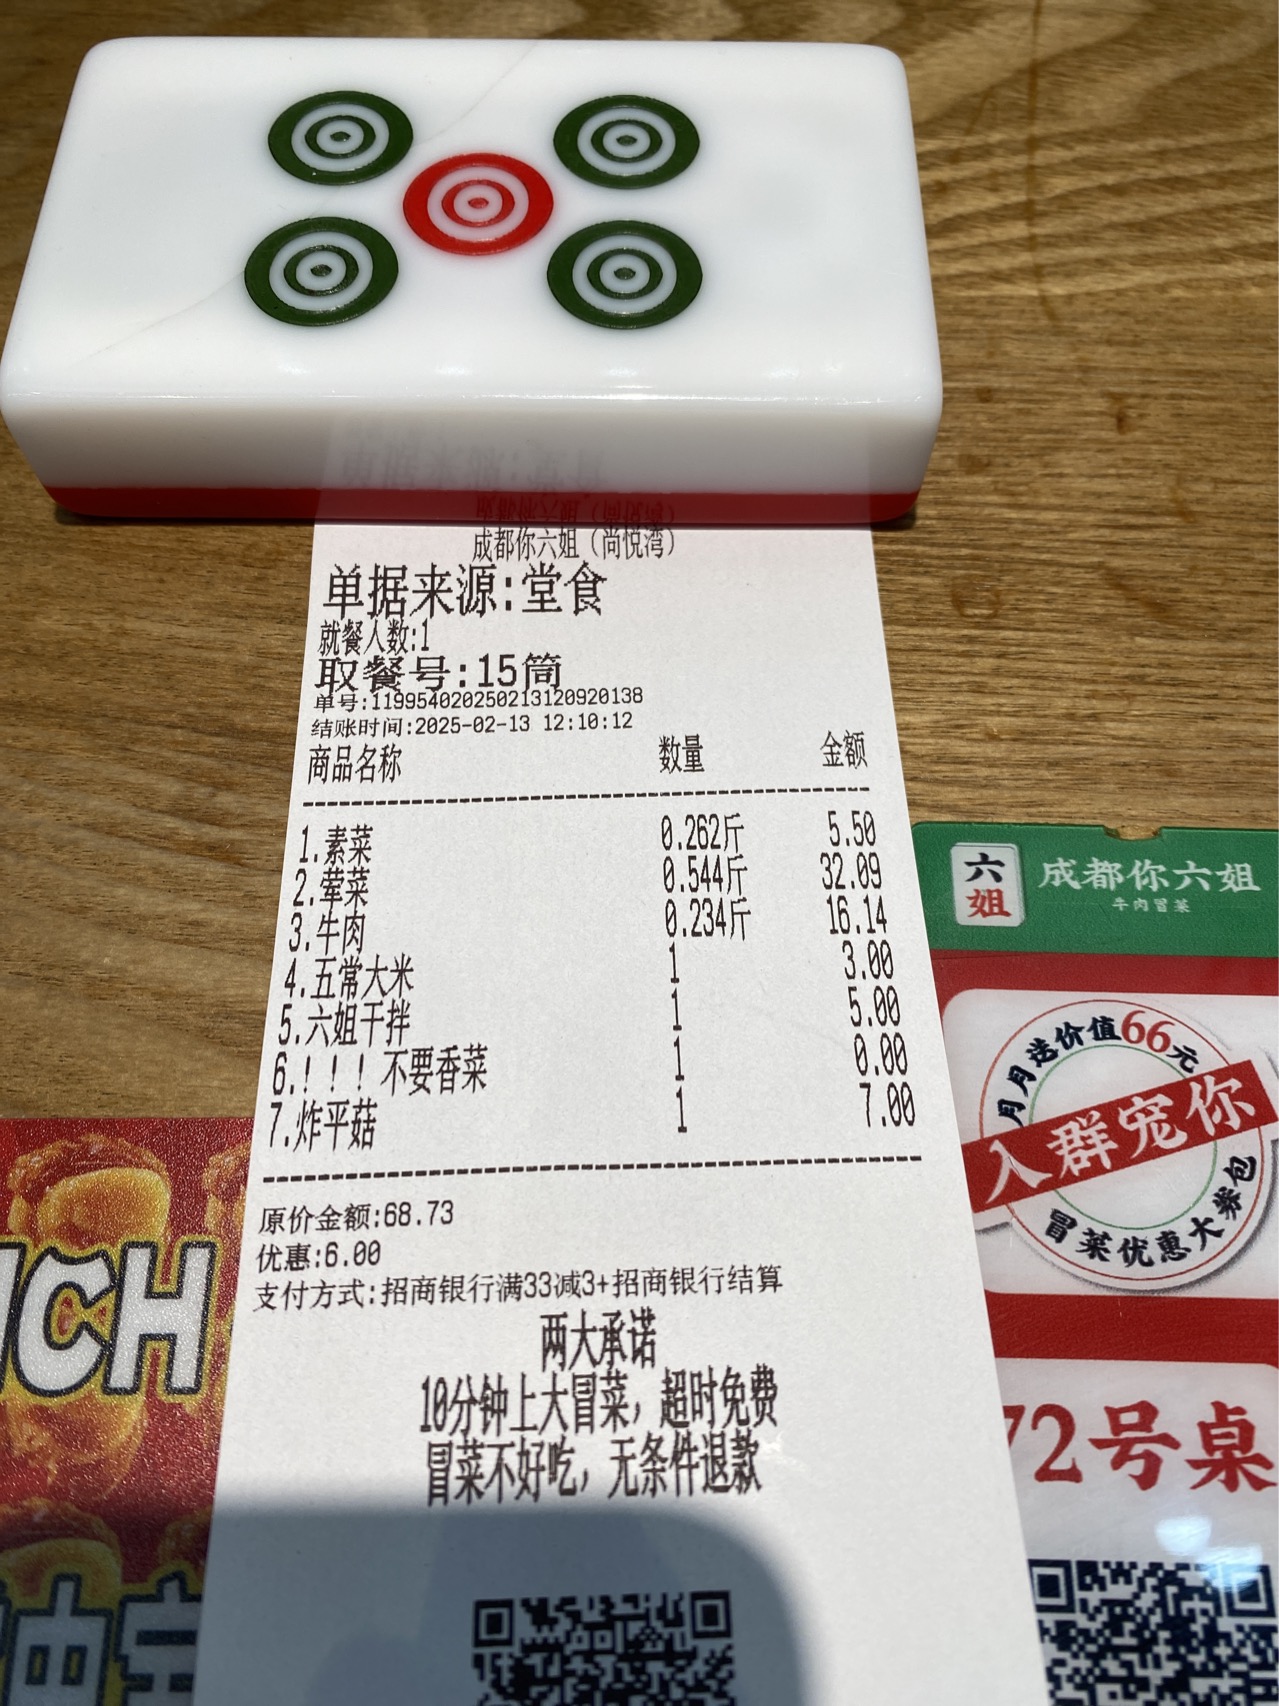 成都你六姐（尚悦湾）
单据来源:堂食
就餐人数:1
取餐号:15筒
单号:119954020250213120920138
结账时间:2025-02-13 12:10:12
商品名称 数量 金额
1.素菜 0.262斤 5.50
2.荤菜 0.544斤 32.09
3.牛肉 0.234斤 16.14
4.五常大米 1 3.00
5.六姐干拌 1 5.00
6.！！！不要香菜 1 0.00
7.炸平菇 1 7.00
原价金额:68.73
优惠:6.00
支付方式:招商银行满33减3+招商银行结算
两大承诺
10分钟上大冒菜，超时免费
冒菜不好吃，无条件退款
六姐
成都你六姐
牛肉冒菜
月月送价值66元
入群宠你
冒菜优惠大券包
72号桌
CH